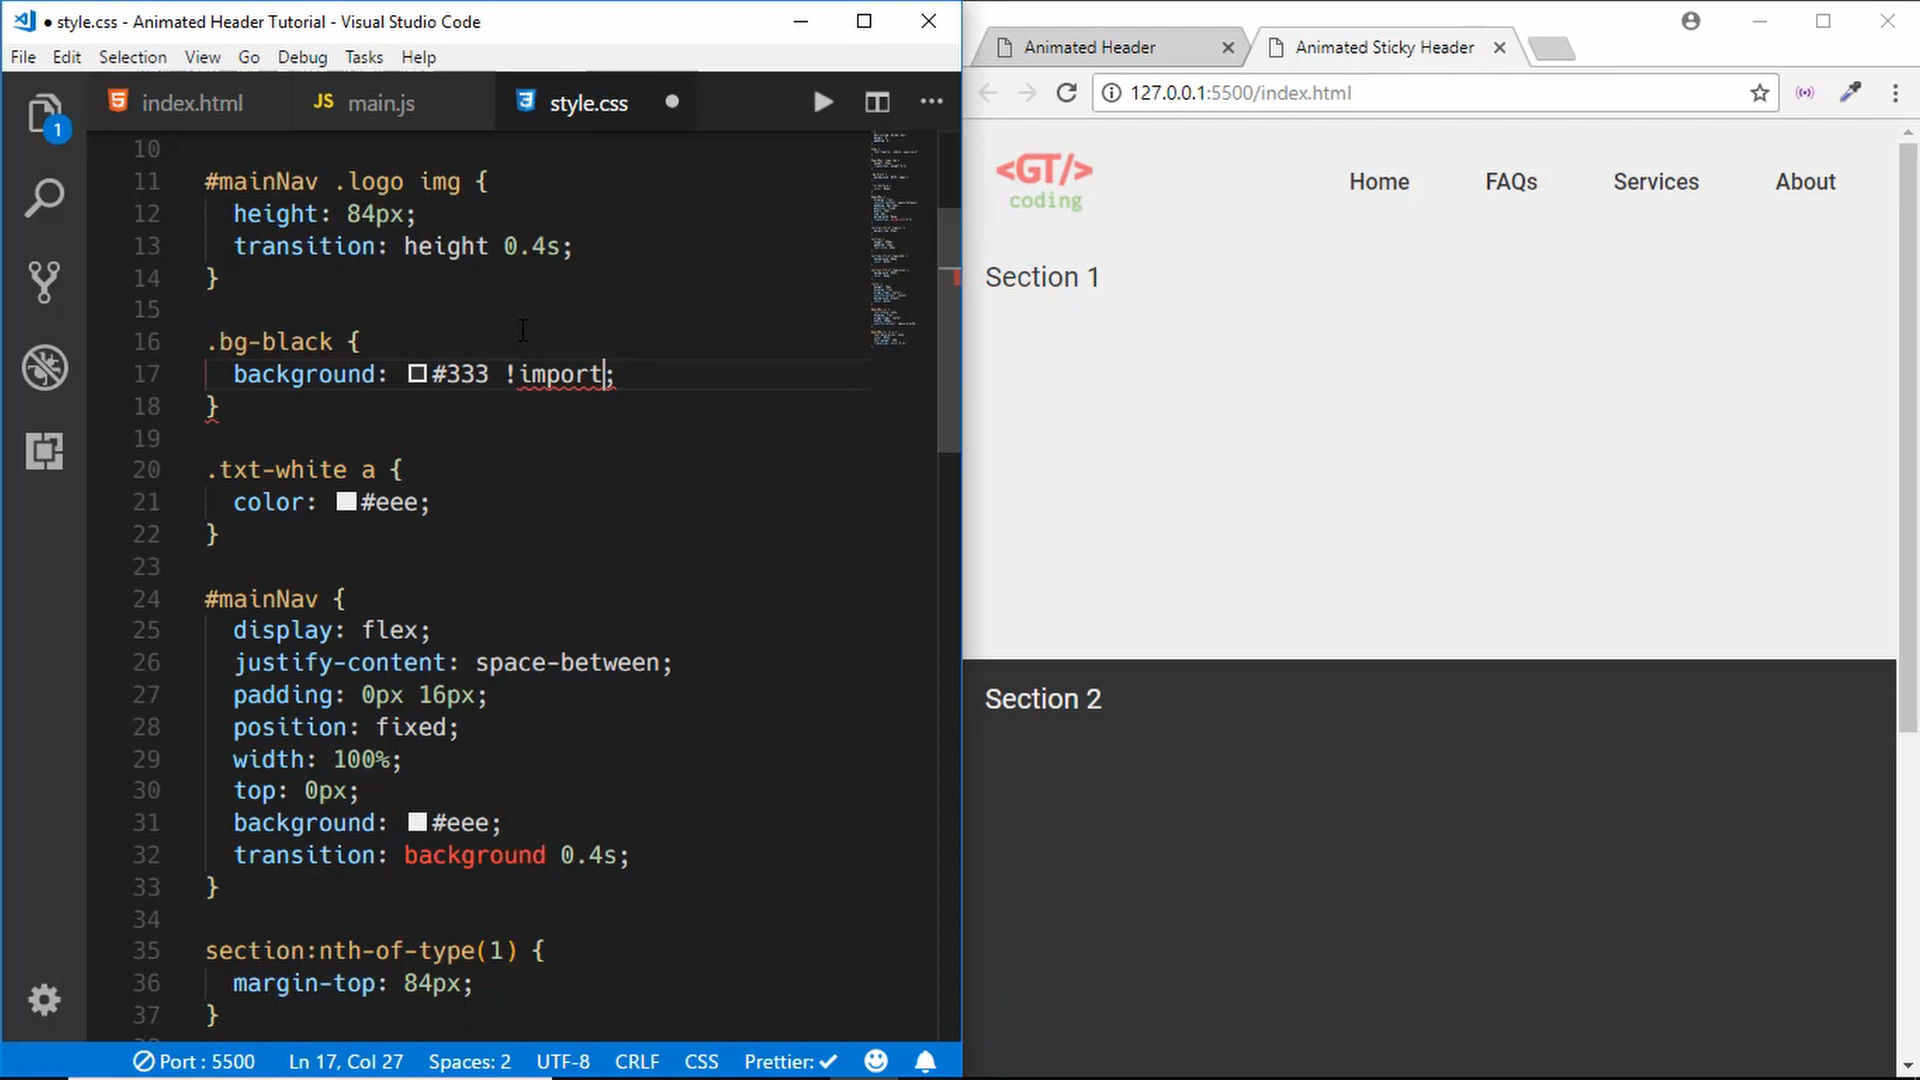 ● style.css - Animated Header Tutorial - Visual Studio Code
File Edit Selection View Go Debug Tasks Help
index.html
JS main.js
style.css
10
11 #mainNav .logo img {
12 height: 84px;
13 transition: height 0.4s;
14 }
15
16 .bg-black {
17 background: #333 !import;
18 }
19
20 .txt-white a {
21 color: #eee;
22 }
23
24 #mainNav {
25 display: flex;
26 justify-content: space-between;
27 padding: 0px 16px;
28 position: fixed;
29 width: 100%;
30 top: 0px;
31 background: #eee;
32 transition: background 0.4s;
33 }
34
35 section:nth-of-type(1) {
36 margin-top: 84px;
37 }
1
Port : 5500 Ln 17, Col 27 Spaces: 2 UTF-8 CRLF CSS Prettier: ✓
Animated Header
Animated Sticky Header
127.0.0.1:5500/index.html
<GT/>
coding
Home FAQs Services About
Section 1
Section 2